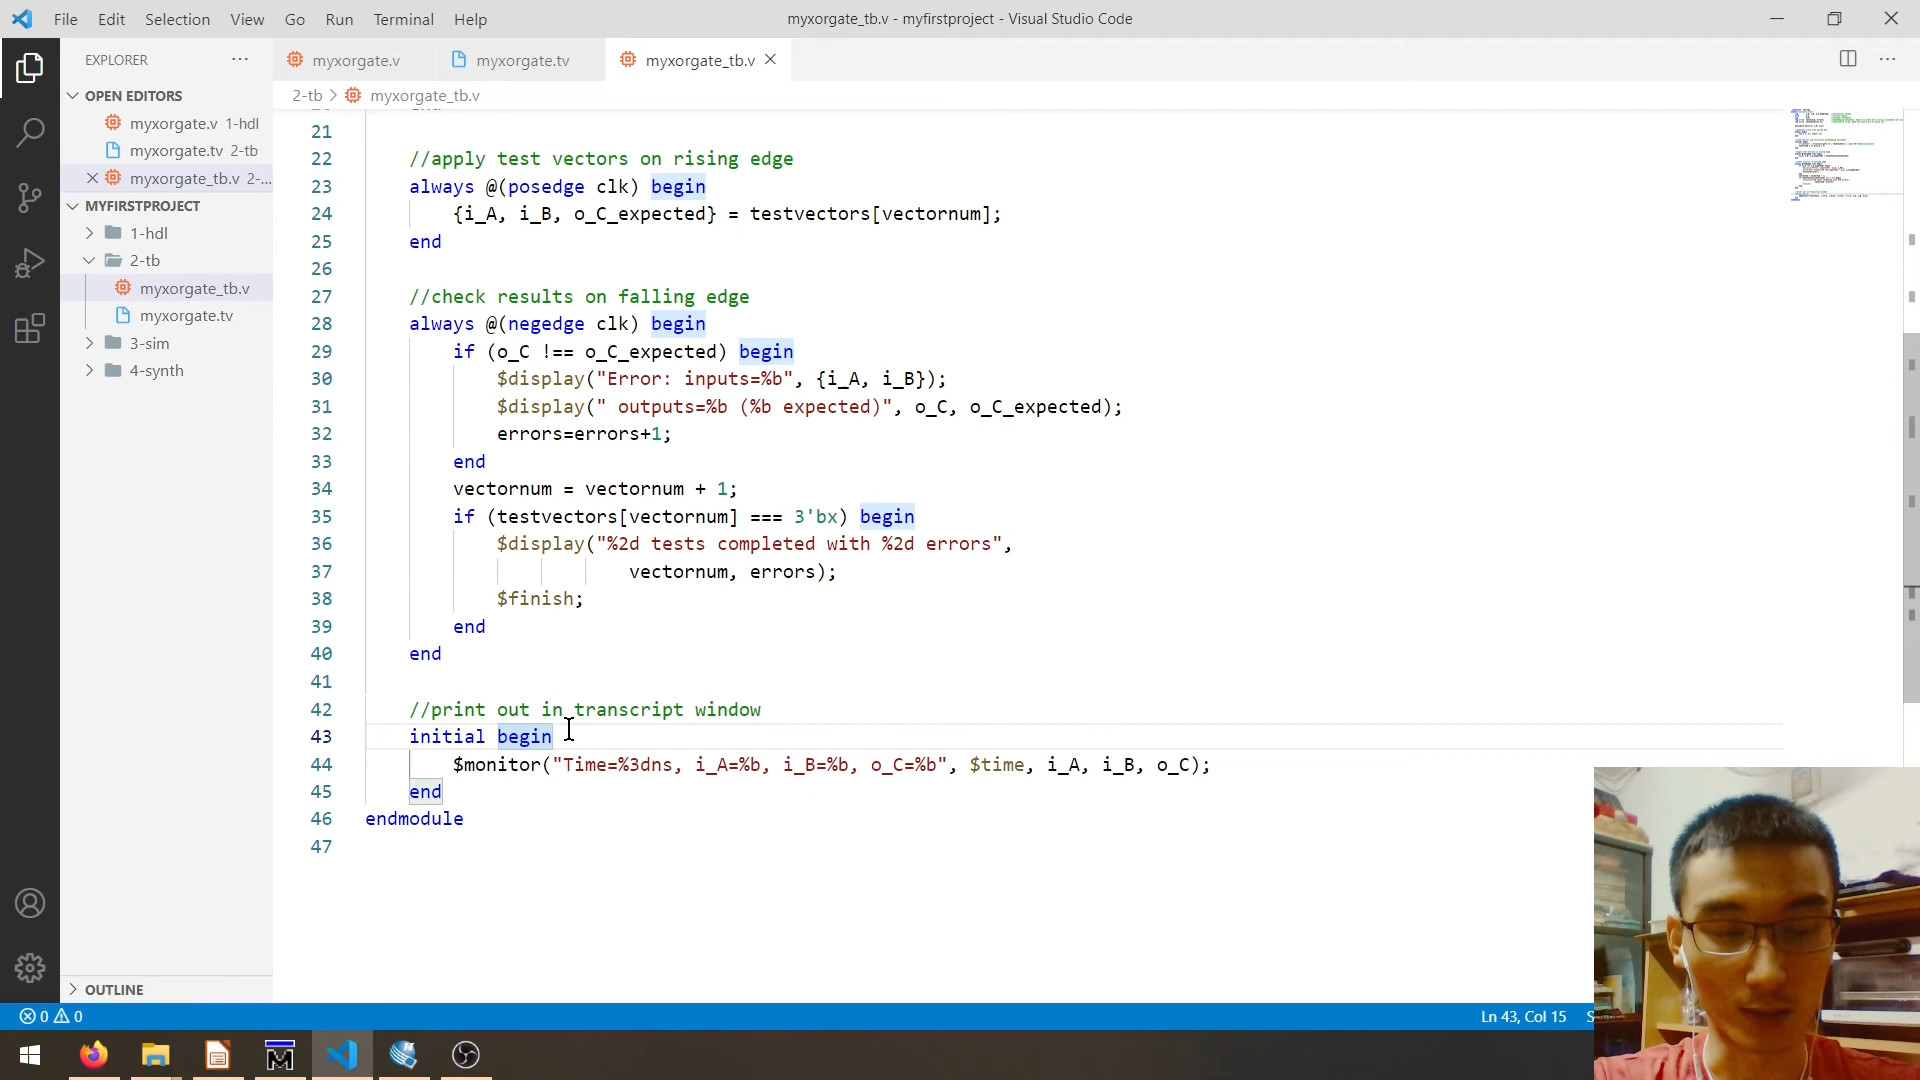 File Edit Selection View Go Run Terminal Help
myxorgate_tb.v - myfirstproject - Visual Studio Code
EXPLORER
OPEN EDITORS
myxorgate.v 1-hdl
myxorgate.tv 2-tb
myxorgate_tb.v 2-...
MYFIRSTPROJECT
1-hdl
2-tb
myxorgate_tb.v
myxorgate.tv
3-sim
4-synth
OUTLINE
myxorgate.v
myxorgate.tv
myxorgate_tb.v
2-tb > myxorgate_tb.v
21
22 //apply test vectors on rising edge
23 always @(posedge clk) begin
24 {i_A, i_B, o_C_expected} = testvectors[vectornum];
25 end
26
27 //check results on falling edge
28 always @(negedge clk) begin
29 if (o_C !== o_C_expected) begin
30 $display("Error: inputs=%b", {i_A, i_B});
31 $display(" outputs=%b (%b expected)", o_C, o_C_expected);
32 errors=errors+1;
33 end
34 vectornum = vectornum + 1;
35 if (testvectors[vectornum] === 3'bx) begin
36 $display("%2d tests completed with %2d errors",
37 vectornum, errors);
38 $finish;
39 end
40 end
41
42 //print out in transcript window
43 initial begin
44 $monitor("Time=%3dns, i_A=%b, i_B=%b, o_C=%b", $time, i_A, i_B, o_C);
45 end
46 endmodule
47
0 0
Ln 43, Col 15